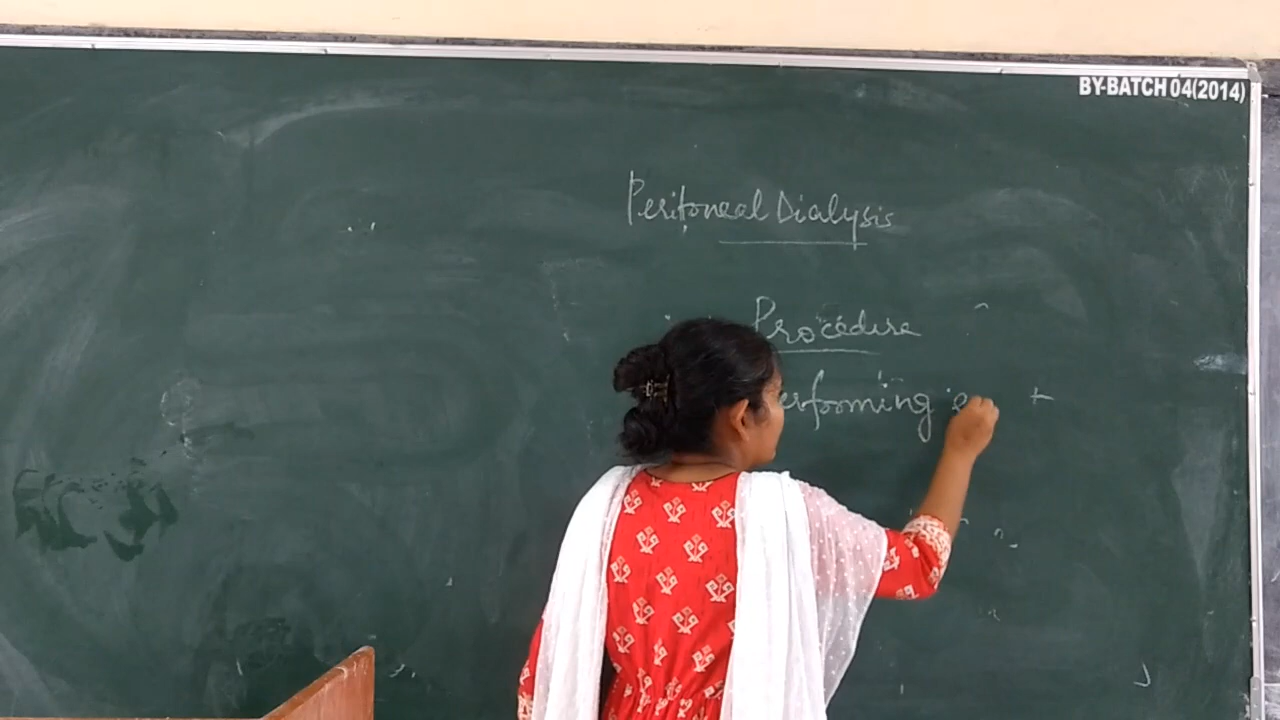 BY-BATCH 04(2014)
Peritoneal Dialysis
Procedure
erforming e